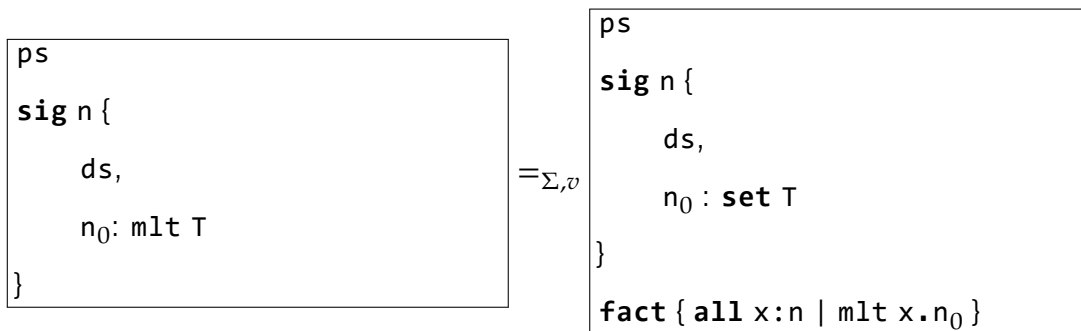 ps
sig n {
ds,
n₀: mlt T
}
=Σ,v
ps
sig n {
ds,
n₀ : set T
}
fact { all x:n | mlt x.n₀ }